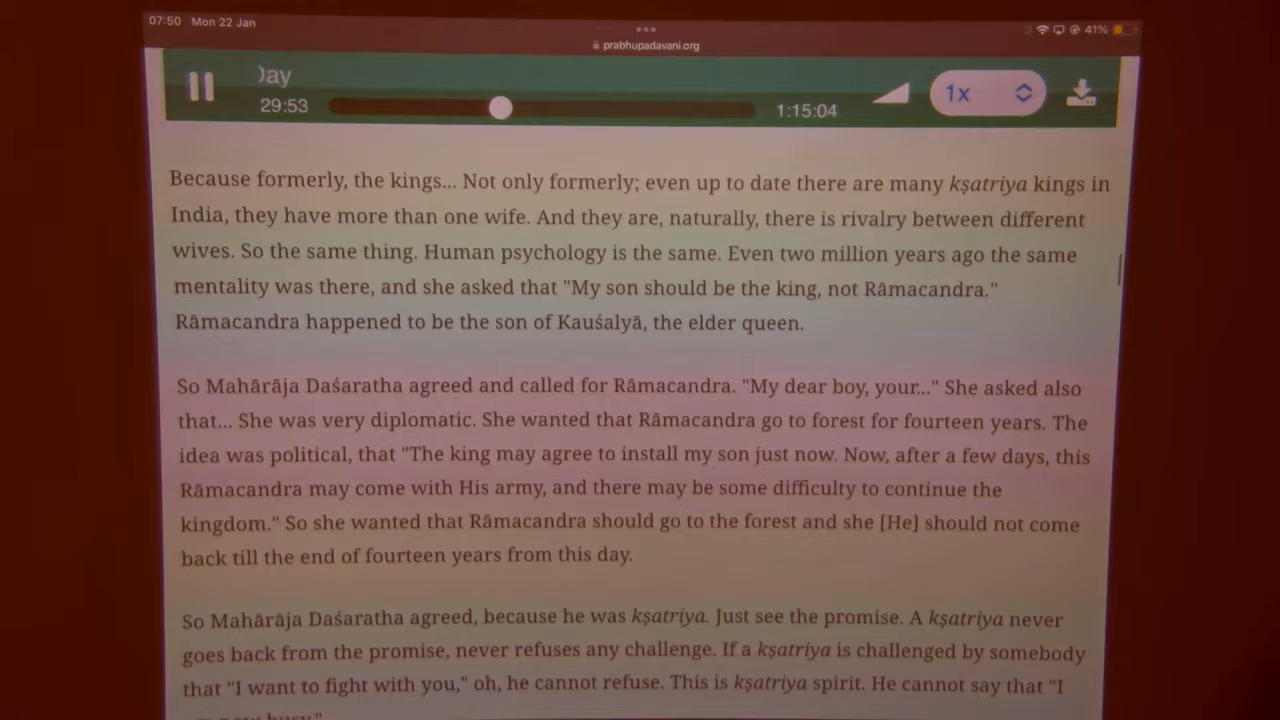 07:50 Mon 22 Jan
41%
prabhupadavani.org
Day
29:53
1:15:04
1x
Because formerly, the kings... Not only formerly; even up to date there are many kṣatriya kings in
India, they have more than one wife. And they are, naturally, there is rivalry between different
wives. So the same thing. Human psychology is the same. Even two million years ago the same
mentality was there, and she asked that "My son should be the king, not Rāmacandra."
Rāmacandra happened to be the son of Kauśalyā, the elder queen.
So Mahārāja Daśaratha agreed and called for Rāmacandra. "My dear boy, your..." She asked also
that... She was very diplomatic. She wanted that Rāmacandra go to forest for fourteen years. The
idea was political, that "The king may agree to install my son just now. Now, after a few days, this
Rāmacandra may come with His army, and there may be some difficulty to continue the
kingdom." So she wanted that Rāmacandra should go to the forest and she [He] should not come
back till the end of fourteen years from this day.
So Mahārāja Daśaratha agreed, because he was kṣatriya. Just see the promise. A kṣatriya never
goes back from the promise, never refuses any challenge. If a kṣatriya is challenged by somebody
that "I want to fight with you," oh, he cannot refuse. This is kṣatriya spirit. He cannot say that "I